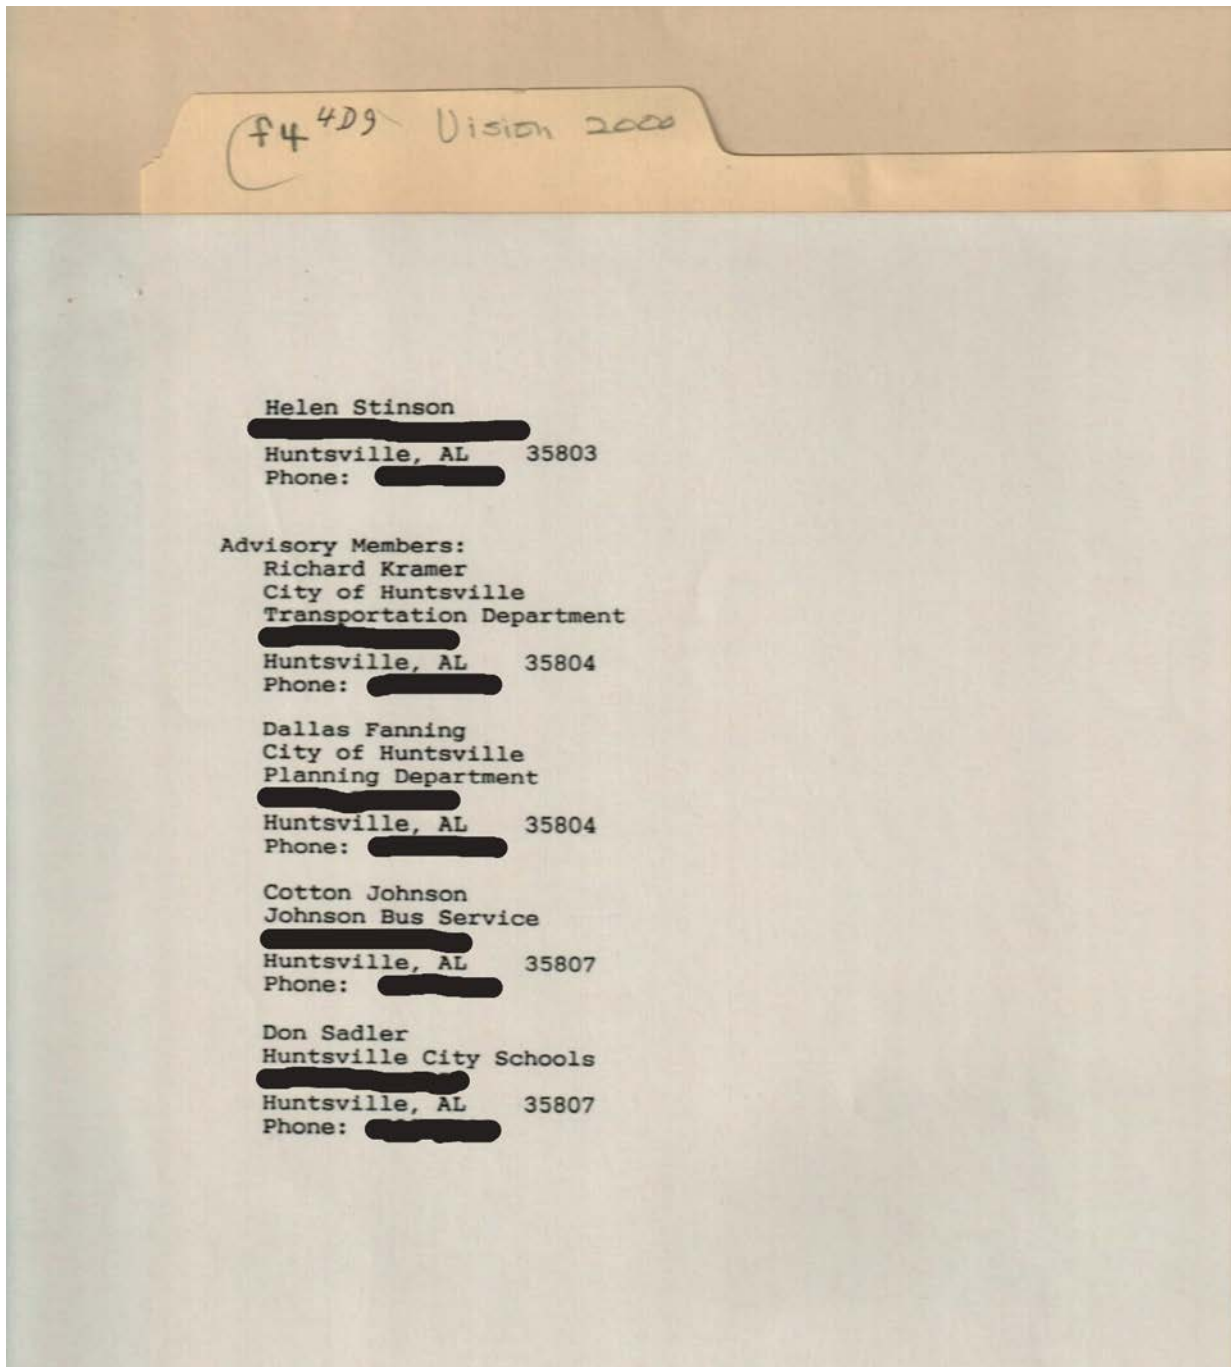 f4 4D9 Vision 2000
Helen Stinson
Huntsville, AL 35803
Phone:
Advisory Members:
Richard Kramer
City of Huntsville
Transportation Department
Huntsville, AL 35804
Phone:
Dallas Fanning
City of Huntsville
Planning Department
Huntsville, AL 35804
Phone:
Cotton Johnson
Johnson Bus Service
Huntsville, AL 35807
Phone:
Don Sadler
Huntsville City Schools
Huntsville, AL 35807
Phone: